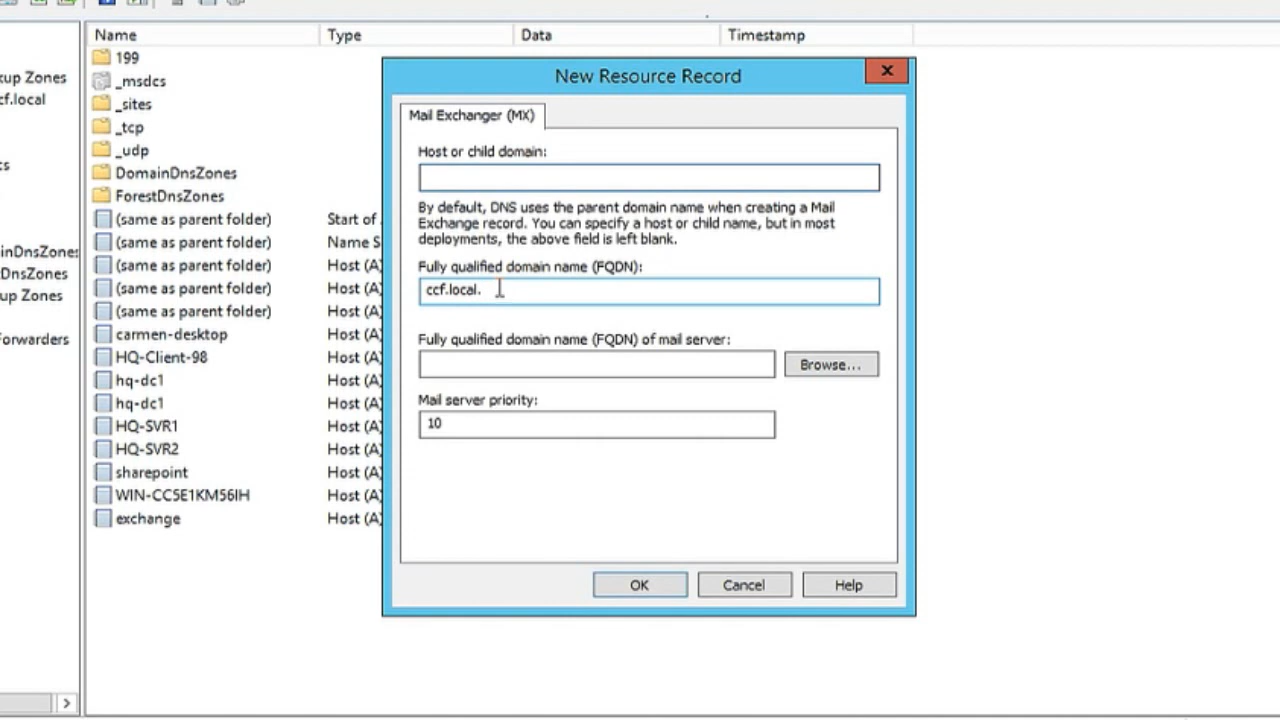 Name Type Data Timestamp
199
_msdcs
_sites
_tcp
_udp
DomainDnsZones
ForestDnsZones
(same as parent folder) Start of
(same as parent folder) Name S
(same as parent folder) Host (A)
(same as parent folder) Host (A)
(same as parent folder) Host (A)
carmen-desktop Host (A)
HQ-Client-98 Host (A)
hq-dc1 Host (A)
hq-dc1 Host (A)
HQ-SVR1 Host (A)
HQ-SVR2 Host (A)
sharepoint Host (A)
WIN-CC5E1KM56IH Host (A)
exchange Host (A)
kup Zones
cf.local
cs
inDnsZones
DnsZones
up Zones
Forwarders
New Resource Record
Mail Exchanger (MX)
Host or child domain:
By default, DNS uses the parent domain name when creating a Mail
Exchange record. You can specify a host or child name, but in most
deployments, the above field is left blank.
Fully qualified domain name (FQDN):
ccf.local.
Fully qualified domain name (FQDN) of mail server:
Browse...
Mail server priority:
10
OK Cancel Help